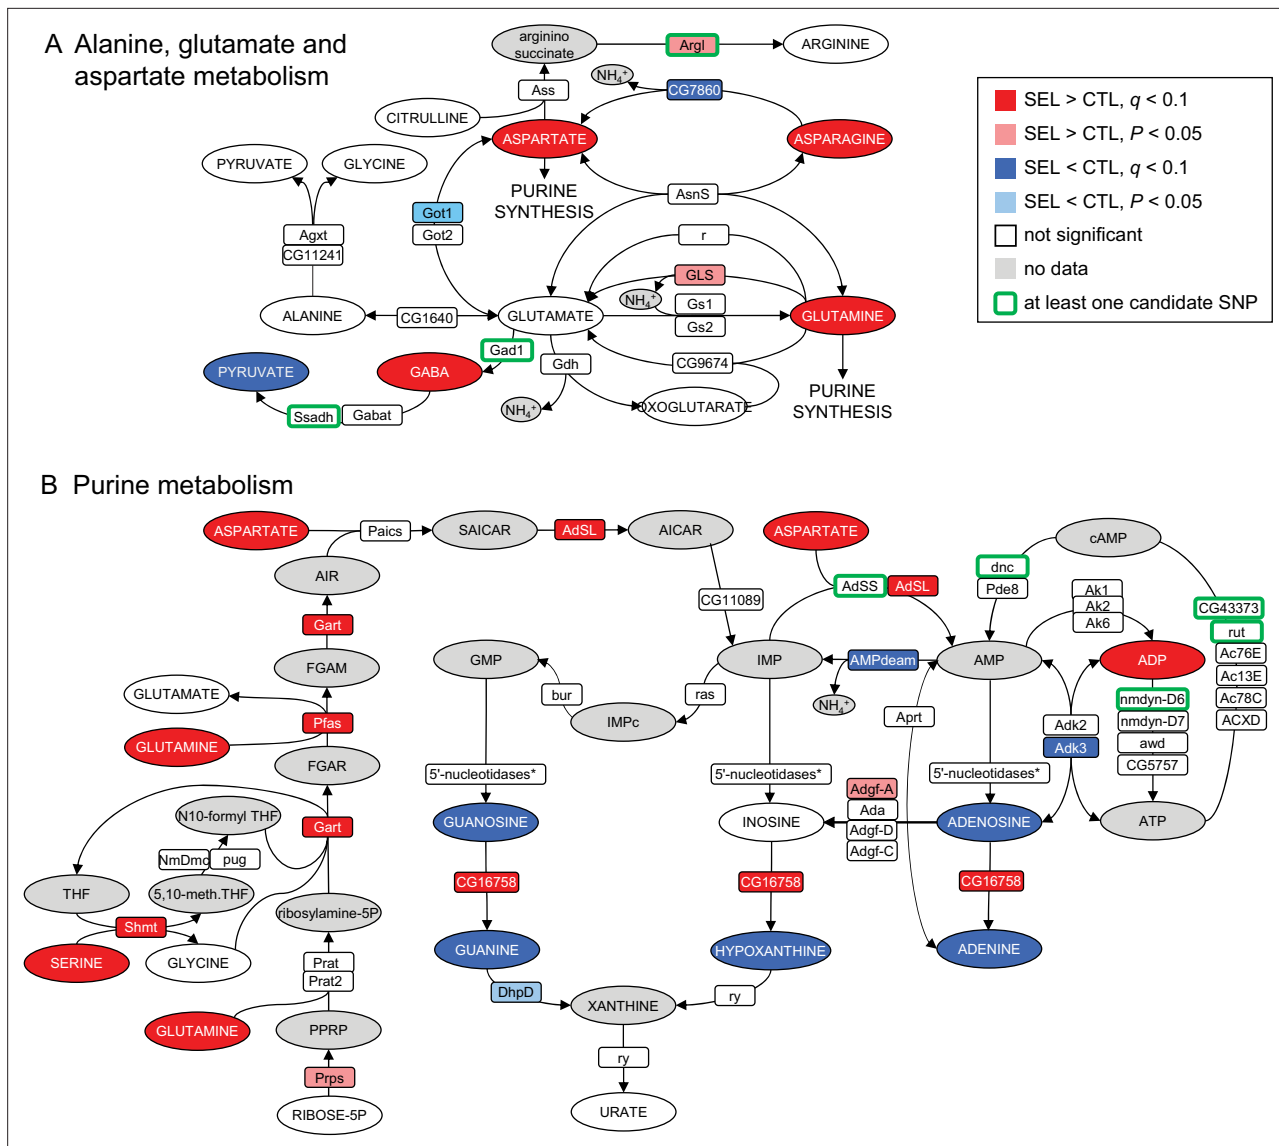 A Alanine, glutamate and
aspartate metabolism
arginino
succinate
ArgI
ARGININE
NH4+
CG7860
Ass
CITRULLINE
ASPARTATE
ASPARAGINE
PYRUVATE
GLYCINE
PURINE
SYNTHESIS
AsnS
Got1
Got2
Agxt
CG11241
r
GLS
NH4+
Gs1
Gs2
ALANINE
CG1640
GLUTAMATE
GLUTAMINE
Gad1
Gdh
CG9674
PYRUVATE
GABA
PURINE
SYNTHESIS
Ssadh
Gabat
NH4+
OXOGLUTARATE
SEL > CTL, q < 0.1
SEL > CTL, P < 0.05
SEL < CTL, q < 0.1
SEL < CTL, P < 0.05
not significant
no data
at least one candidate SNP
B Purine metabolism
ASPARTATE
Paics
SAICAR
AdSL
AICAR
ASPARTATE
cAMP
AIR
dnc
Pde8
AdSS
AdSL
CG11089
Ak1
Ak2
Ak6
CG43373
rut
Gart
FGAM
GMP
IMP
AMPdeam
AMP
ADP
Ac76E
Ac13E
Ac78C
ACXD
GLUTAMATE
bur
ras
NH4+
nmdyn-D6
nmdyn-D7
awd
CG5757
Pfas
IMPc
Aprt
Adk2
Adk3
GLUTAMINE
FGAR
5'-nucleotidases*
5'-nucleotidases*
5'-nucleotidases*
Adgf-A
Ada
Adgf-D
Adgf-C
N10-formyl THF
Gart
GUANOSINE
INOSINE
ADENOSINE
ATP
NmDmc
pug
THF
5,10-meth.THF
CG16758
CG16758
CG16758
ribosylamine-5P
Shmt
SERINE
GLYCINE
GUANINE
HYPOXANTHINE
ADENINE
Prat
Prat2
DhpD
ry
XANTHINE
GLUTAMINE
PPRP
ry
Prps
RIBOSE-5P
URATE